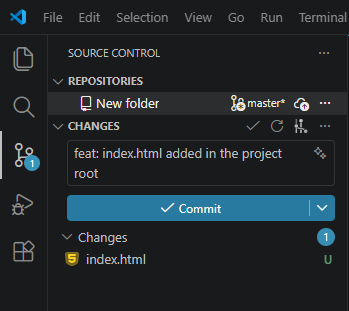 File Edit Selection View Go Run Terminal
SOURCE CONTROL
REPOSITORIES
New folder master*
CHANGES
feat: index.html added in the project
root
Commit
Changes 1
index.html U
1